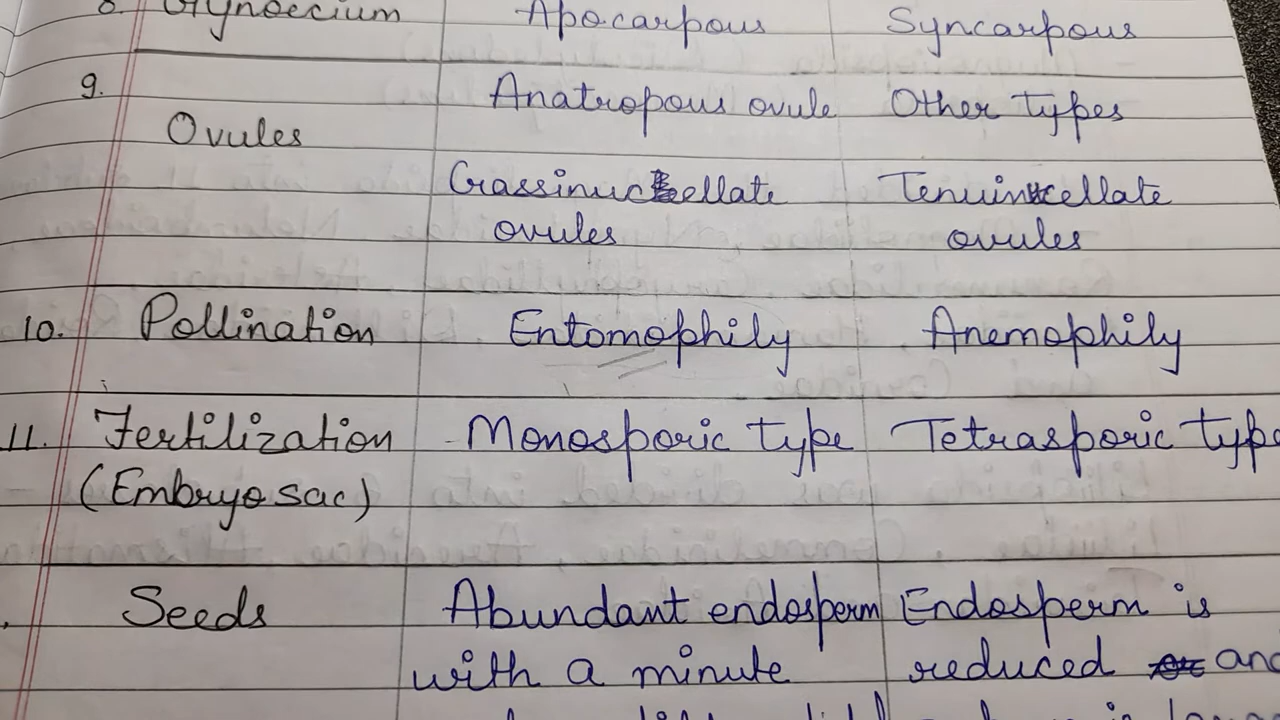 8. Gynoecium Apocarpous Syncarpous
9. Anatropous ovule Other types
Ovules
Crassinucellate Tenuinucellate
ovules ovules
10. Pollination Entomophily Anemophily
11. Fertilization Monosporic type Tetrasporic type
(Embryo sac)
Seeds Abundant endosperm Endosperm is
with a minute reduced and